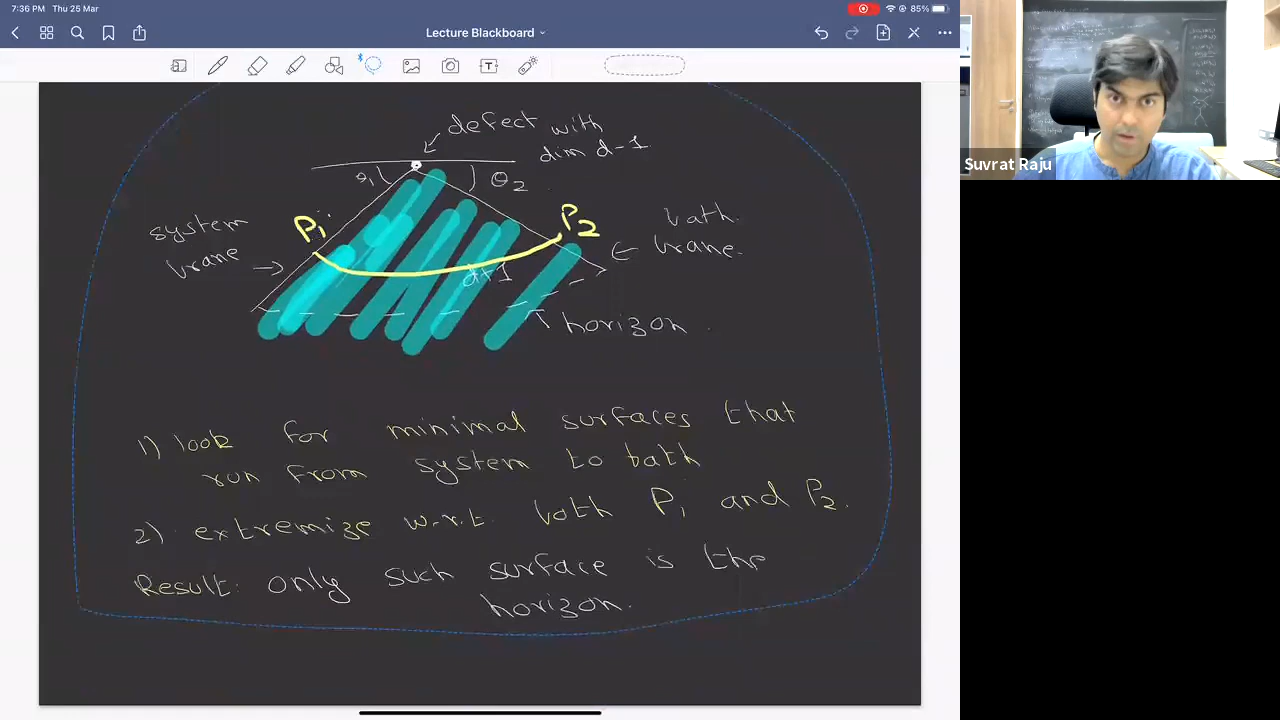 7:36 PM Thu 25 Mar
85%
Lecture Blackboard
T
Suvrat Raju
defect with
dim d-1
θ1
θ2
system
brane
P1
P2
bath
brane.
d+1
horizon
1) look for minimal surfaces that
run from system to bath
2). extremize w.r.t. both P1 and P2.
Result: only such surface is the
horizon.